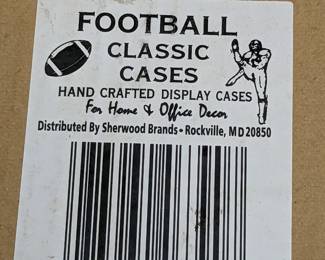 FOOTBALL
CLASSIC
CASES
HAND CRAFTED DISPLAY CASES
For Home & Office Decor
Distributed By Sherwood Brands • Rockville, MD 20850